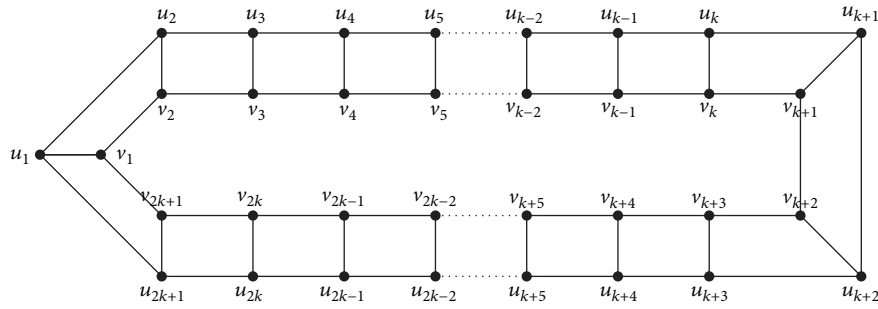 u₂ u₃ u₄ u₅ uₖ₋₂ uₖ₋₁ uₖ uₖ₊₁
v₂ v₃ v₄ v₅ vₖ₋₂ vₖ₋₁ vₖ vₖ₊₁
u₁ v₁
v₂ₖ₊₁ v₂ₖ v₂ₖ₋₁ v₂ₖ₋₂ vₖ₊₅ vₖ₊₄ vₖ₊₃ vₖ₊₂
u₂ₖ₊₁ u₂ₖ u₂ₖ₋₁ u₂ₖ₋₂ uₖ₊₅ uₖ₊₄ uₖ₊₃ uₖ₊₂